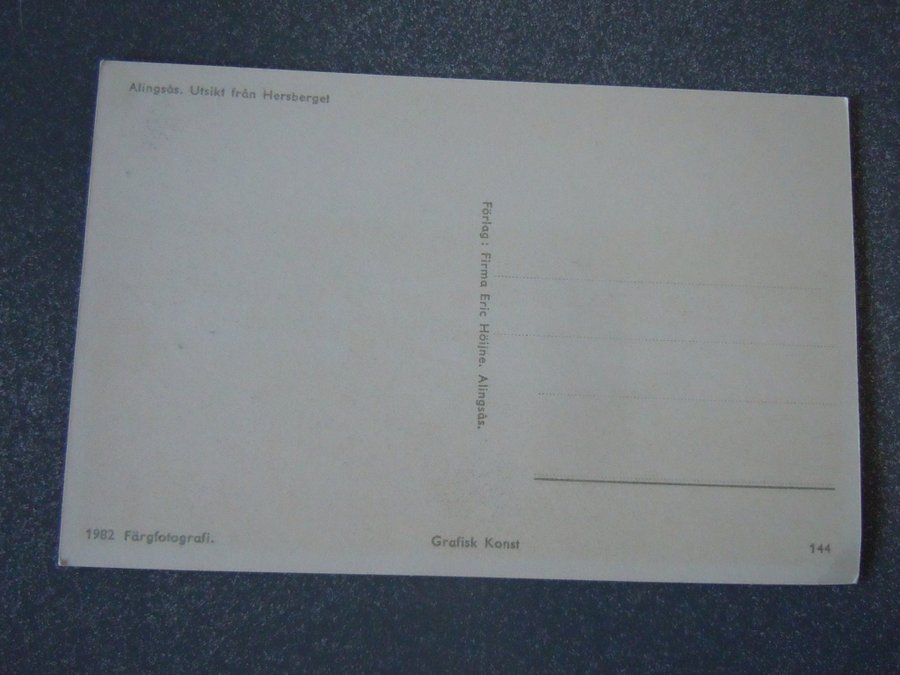 Alingsås. Utsikt från Hersberget
Förlag: Firma Eric Höijne. Alingsås.
1982 Färgfotografi.
Grafisk Konst
144